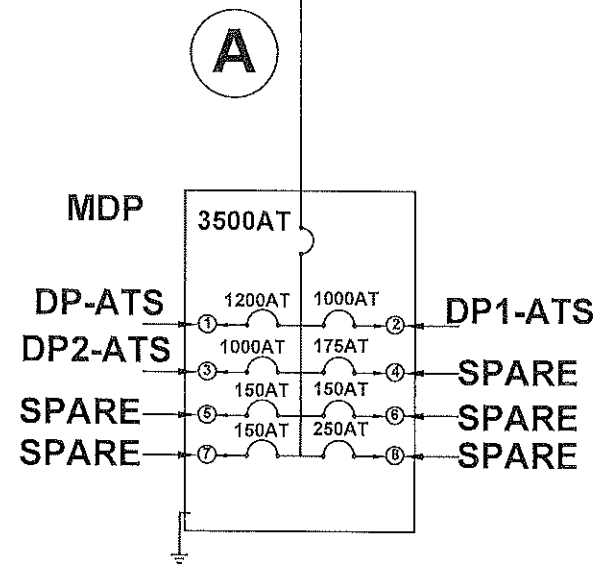 A
MDP
3500AT
DP-ATS 1 1200AT 1000AT 2 DP1-ATS
DP2-ATS 3 1000AT 175AT 4 SPARE
SPARE 5 150AT 150AT 6 SPARE
SPARE 7 150AT 250AT 8 SPARE